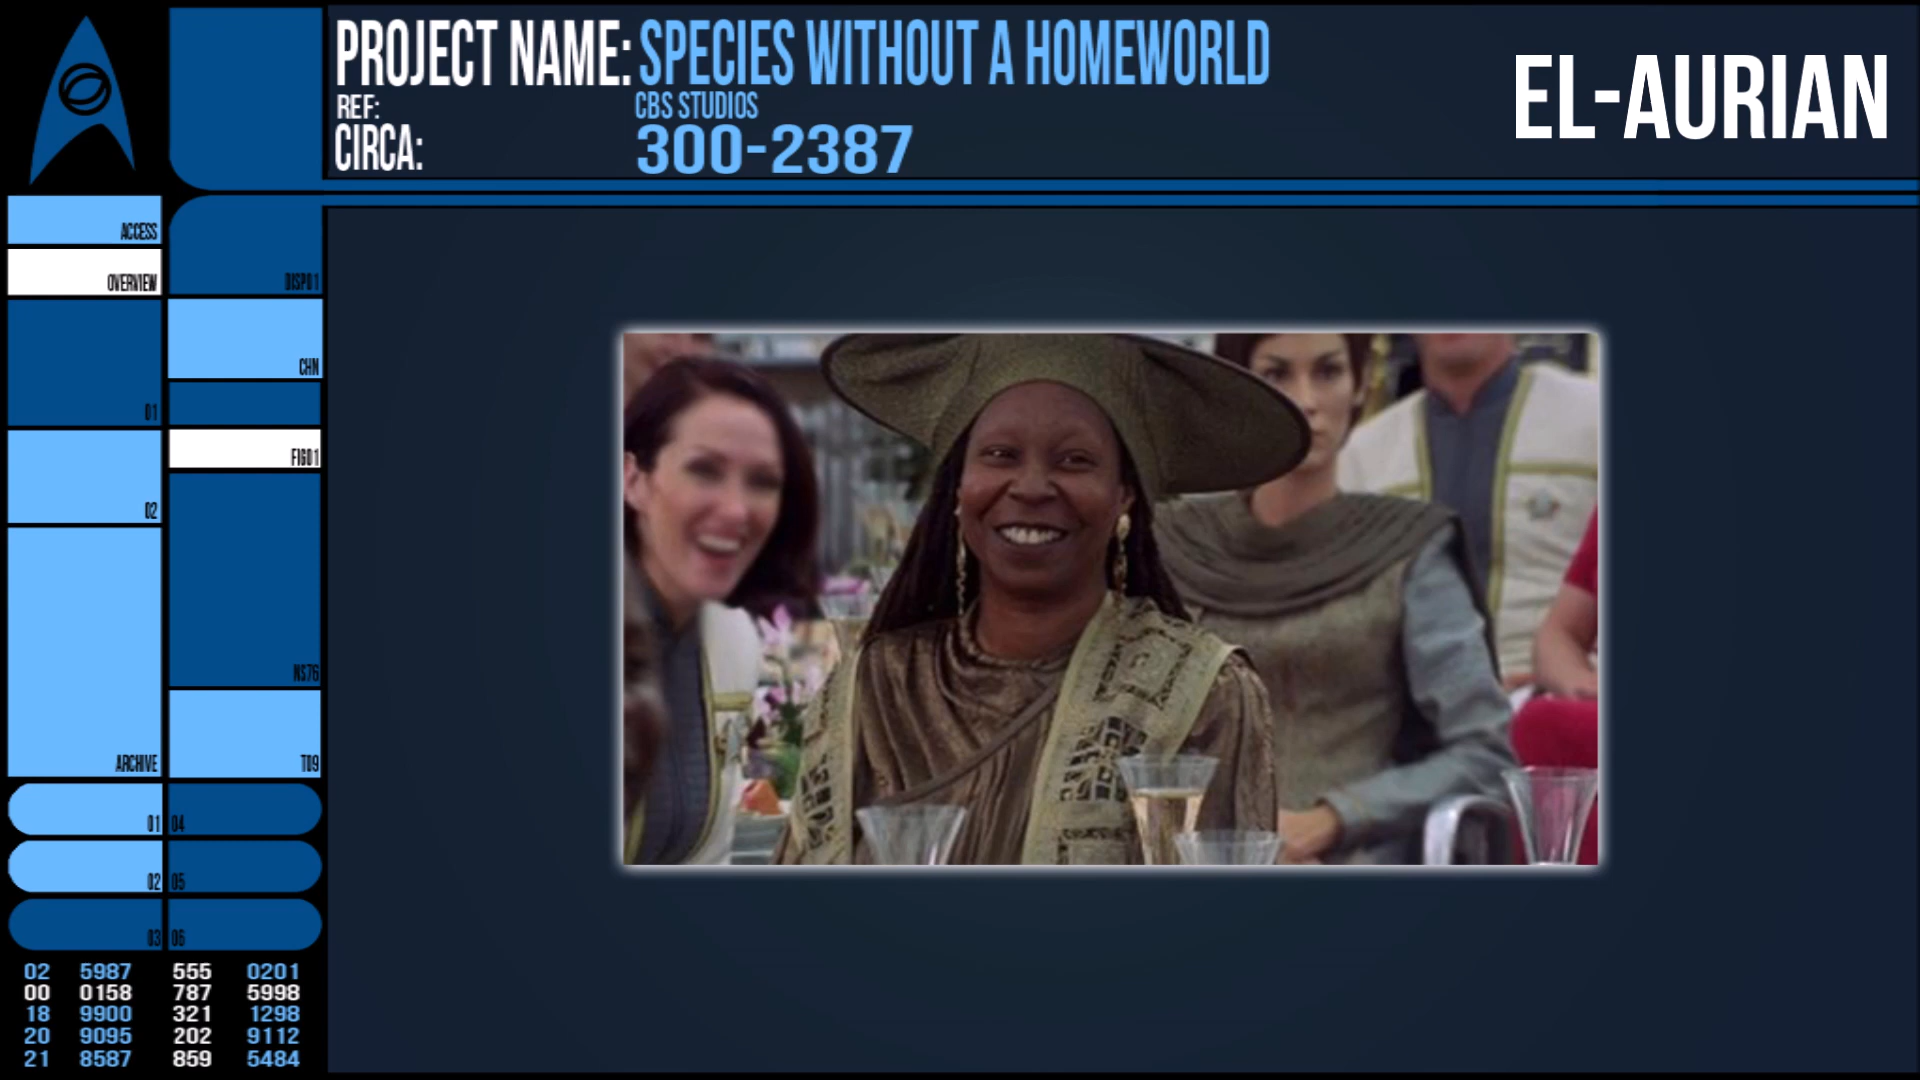 PROJECT NAME: SPECIES WITHOUT A HOMEWORLD
REF: CBS STUDIOS
CIRCA: 300-2387
EL-AURIAN
ACCESS
OVERVIEW
DISP01
CHN
01
FIG01
02
NS76
ARCHIVE
T09
01 04
02 05
03 06
02 5987 555 0201
00 0158 787 5998
18 9900 321 1298
20 9095 202 9112
21 8587 859 5484